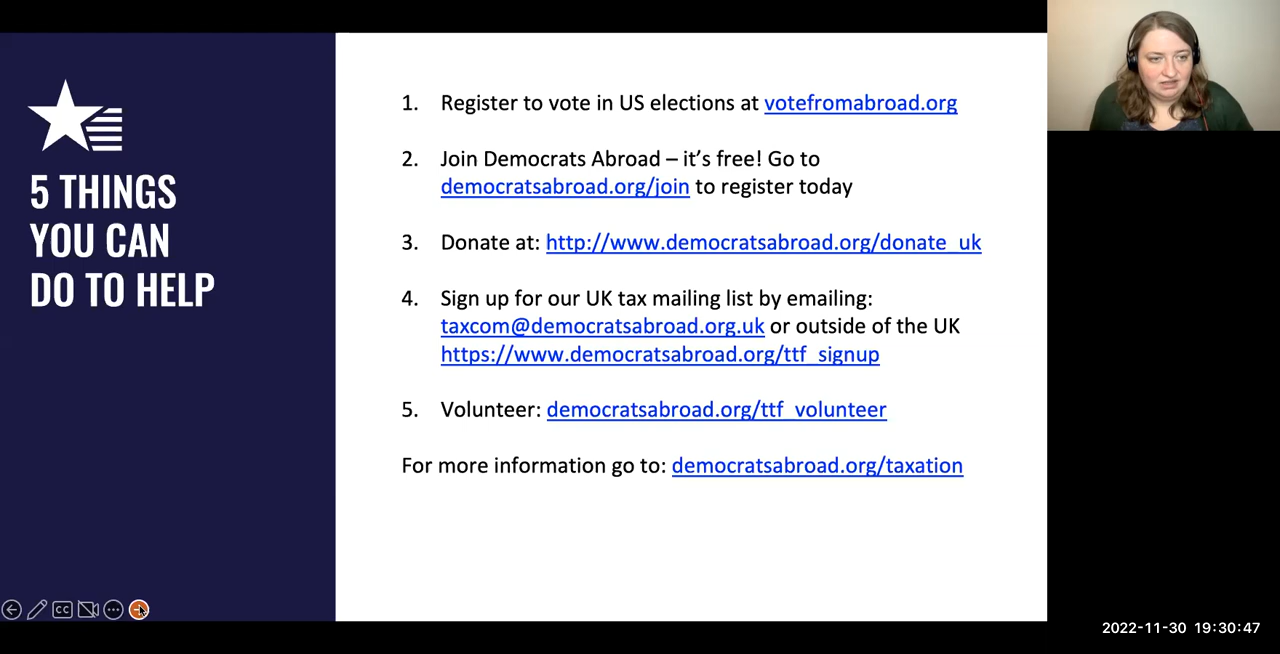 5 THINGS
YOU CAN
DO TO HELP
1. Register to vote in US elections at votefromabroad.org
2. Join Democrats Abroad – it’s free! Go to
democratsabroad.org/join to register today
3. Donate at: http://www.democratsabroad.org/donate_uk
4. Sign up for our UK tax mailing list by emailing:
taxcom@democratsabroad.org.uk or outside of the UK
https://www.democratsabroad.org/ttf_signup
5. Volunteer: democratsabroad.org/ttf_volunteer
For more information go to: democratsabroad.org/taxation
CC
2022-11-30 19:30:47